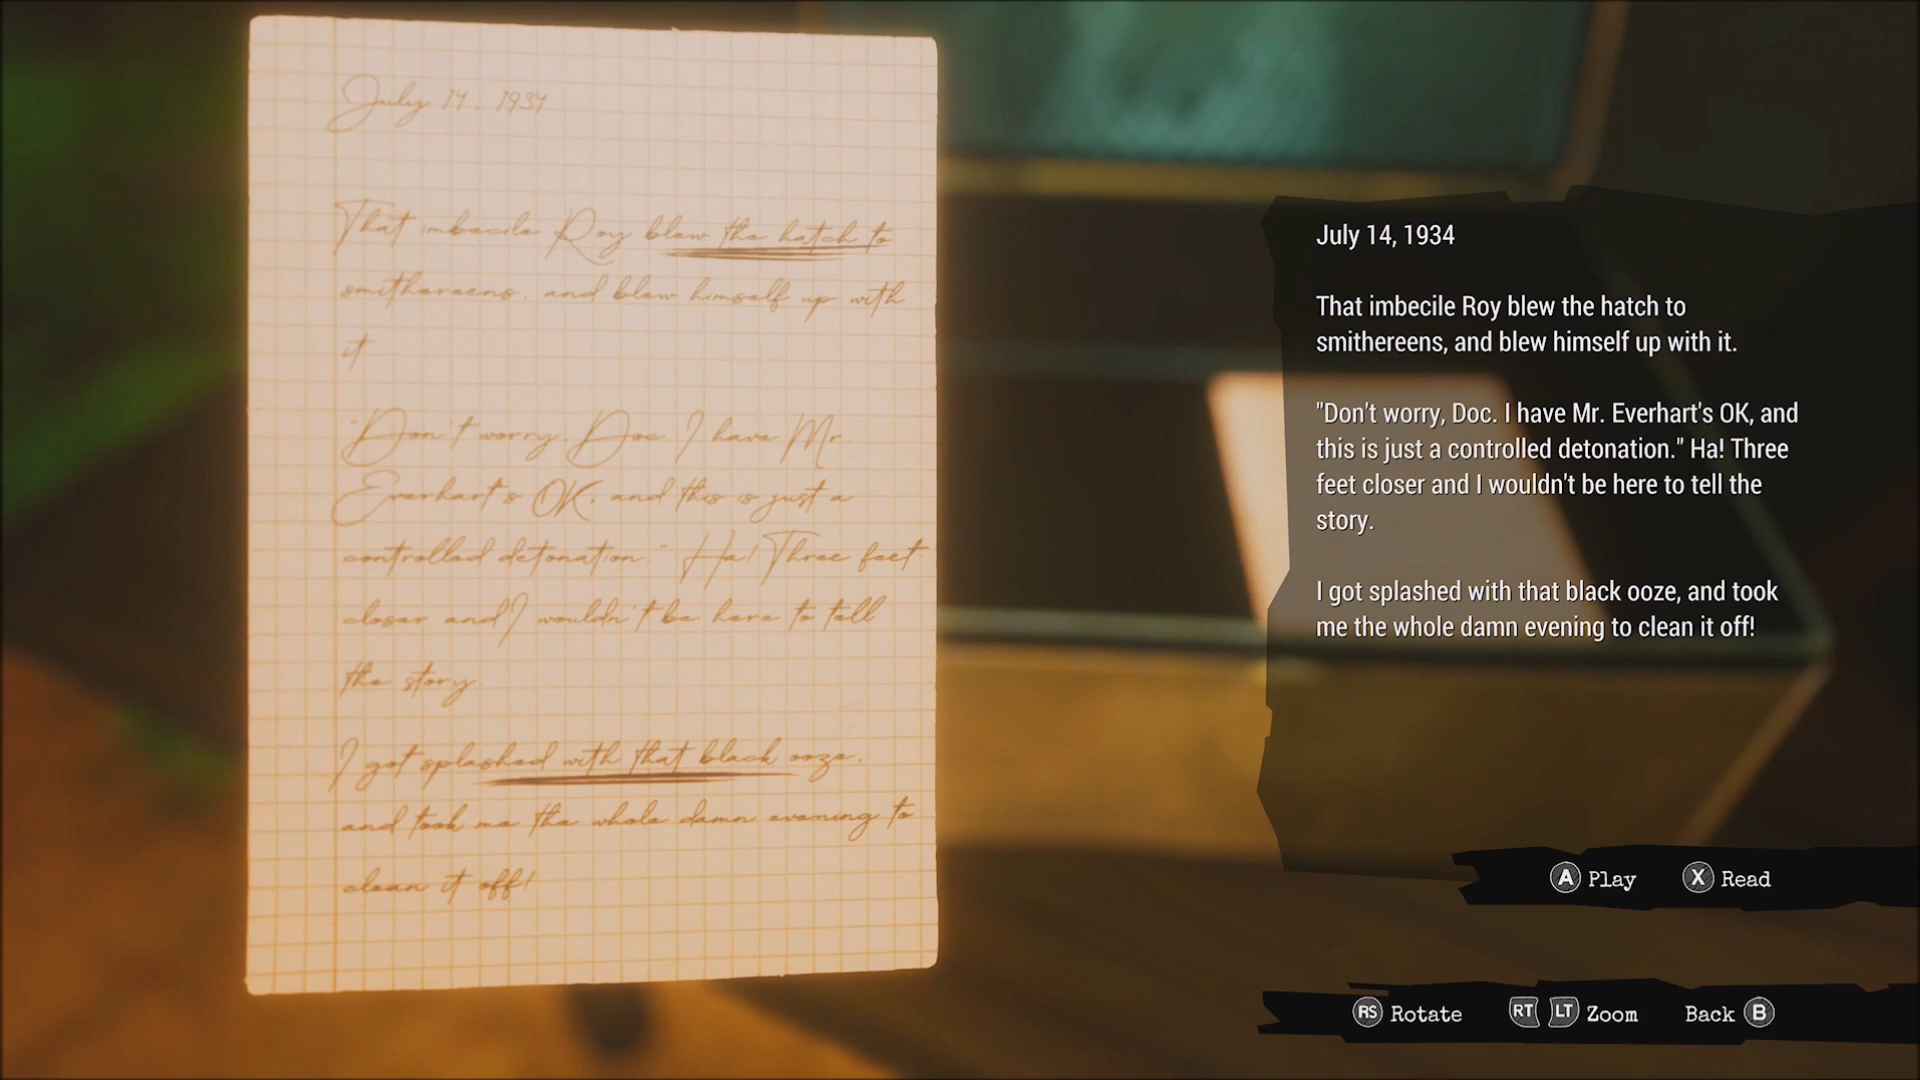 July 14, 1934
That imbecile Roy blew the hatch to
smithereens, and blew himself up with
it
"Don't worry, Doc. I have Mr.
Everhart's OK, and this is just a
controlled detonation." Ha! Three feet
closer and I wouldn't be here to tell
the story.
I got splashed with that black ooze,
and took me the whole damn evening to
clean it off!
July 14, 1934
That imbecile Roy blew the hatch to
smithereens, and blew himself up with it.
"Don't worry, Doc. I have Mr. Everhart's OK, and
this is just a controlled detonation." Ha! Three
feet closer and I wouldn't be here to tell the
story.
I got splashed with that black ooze, and took
me the whole damn evening to clean it off!
A Play X Read
RS Rotate RT LT Zoom Back B